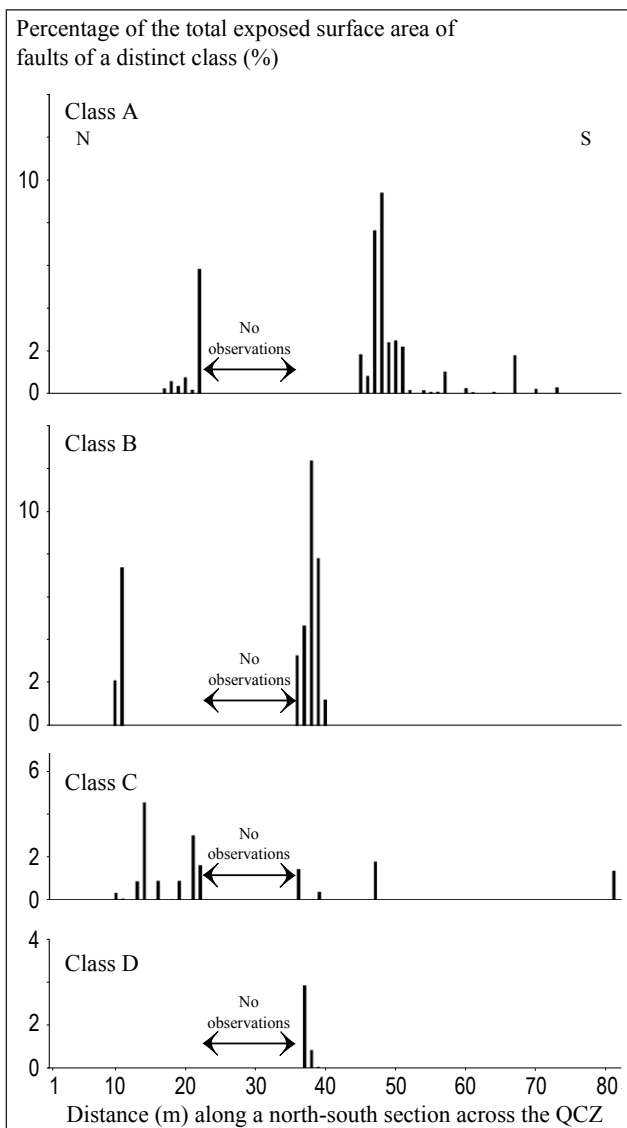 Percentage of the total exposed surface area of
faults of a distinct class (%)
Class A
N
S
10
No
observations
2
0
Class B
10
No
observations
2
0
6
Class C
No
observations
2
0
4
Class D
No
observations
2
0
1 10 20 30 40 50 60 70 80
Distance (m) along a north-south section across the QCZ